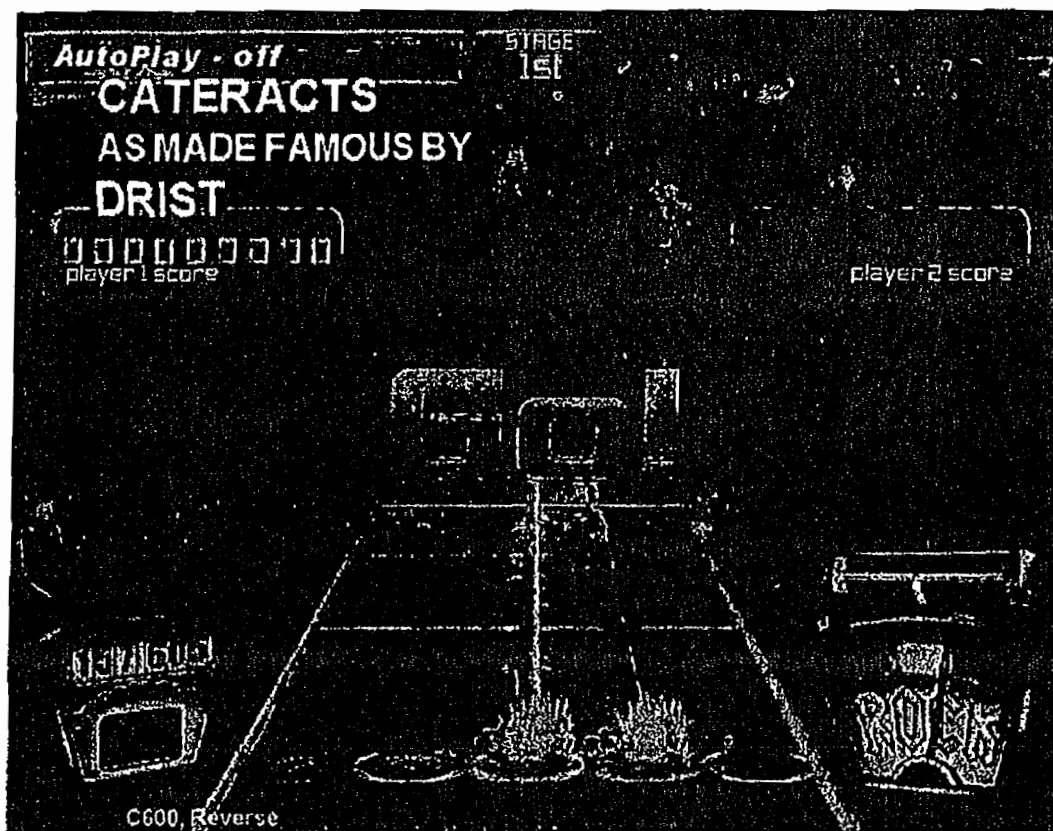 AutoPlay - off
STAGE
1st
CATERACTS
AS MADE FAMOUS BY
DRIST
player 1 score
player 2 score
C600, Reverse